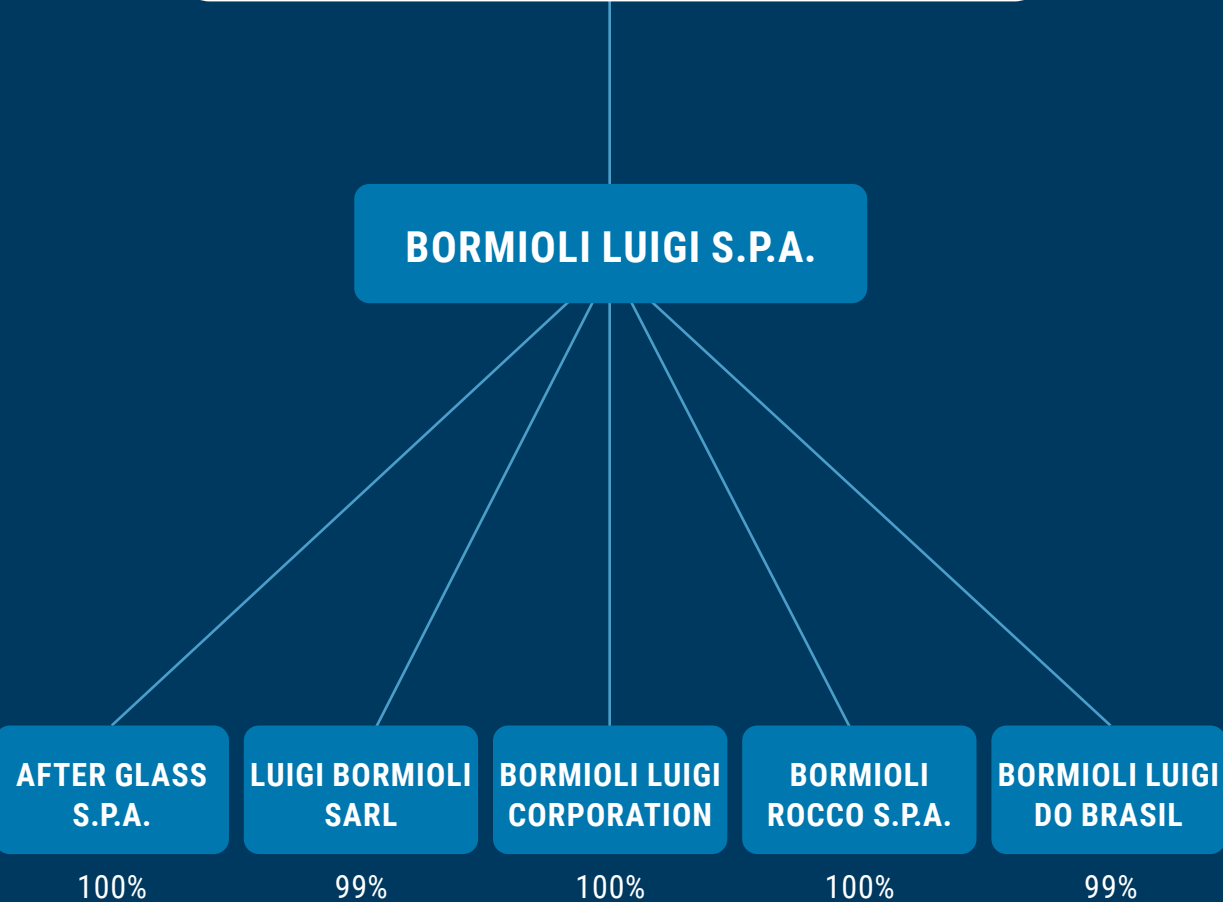 BORMIOLI LUIGI S.P.A.
AFTER GLASS
S.P.A.
LUIGI BORMIOLI
SARL
BORMIOLI LUIGI
CORPORATION
BORMIOLI
ROCCO S.P.A.
BORMIOLI LUIGI
DO BRASIL
100%
99%
100%
100%
99%